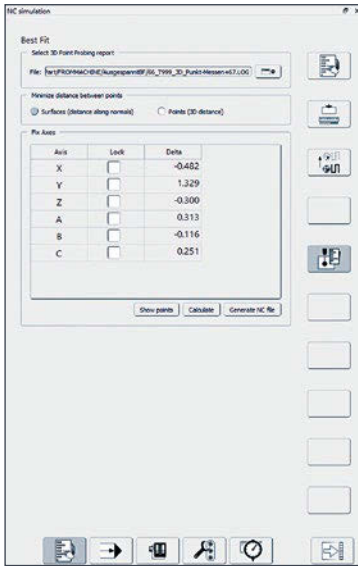 NC simulation
Best Fit
Select 3D Point Probing report
File:
Minimize distance between points
Surfaces (distance along normals) Points (3D distance)
Fix Axes
Axis Lock Delta
X -0.482
Y 1.329
Z -0.300
A 0.313
B -0.116
C 0.251
Show points Calculate Generate NC file